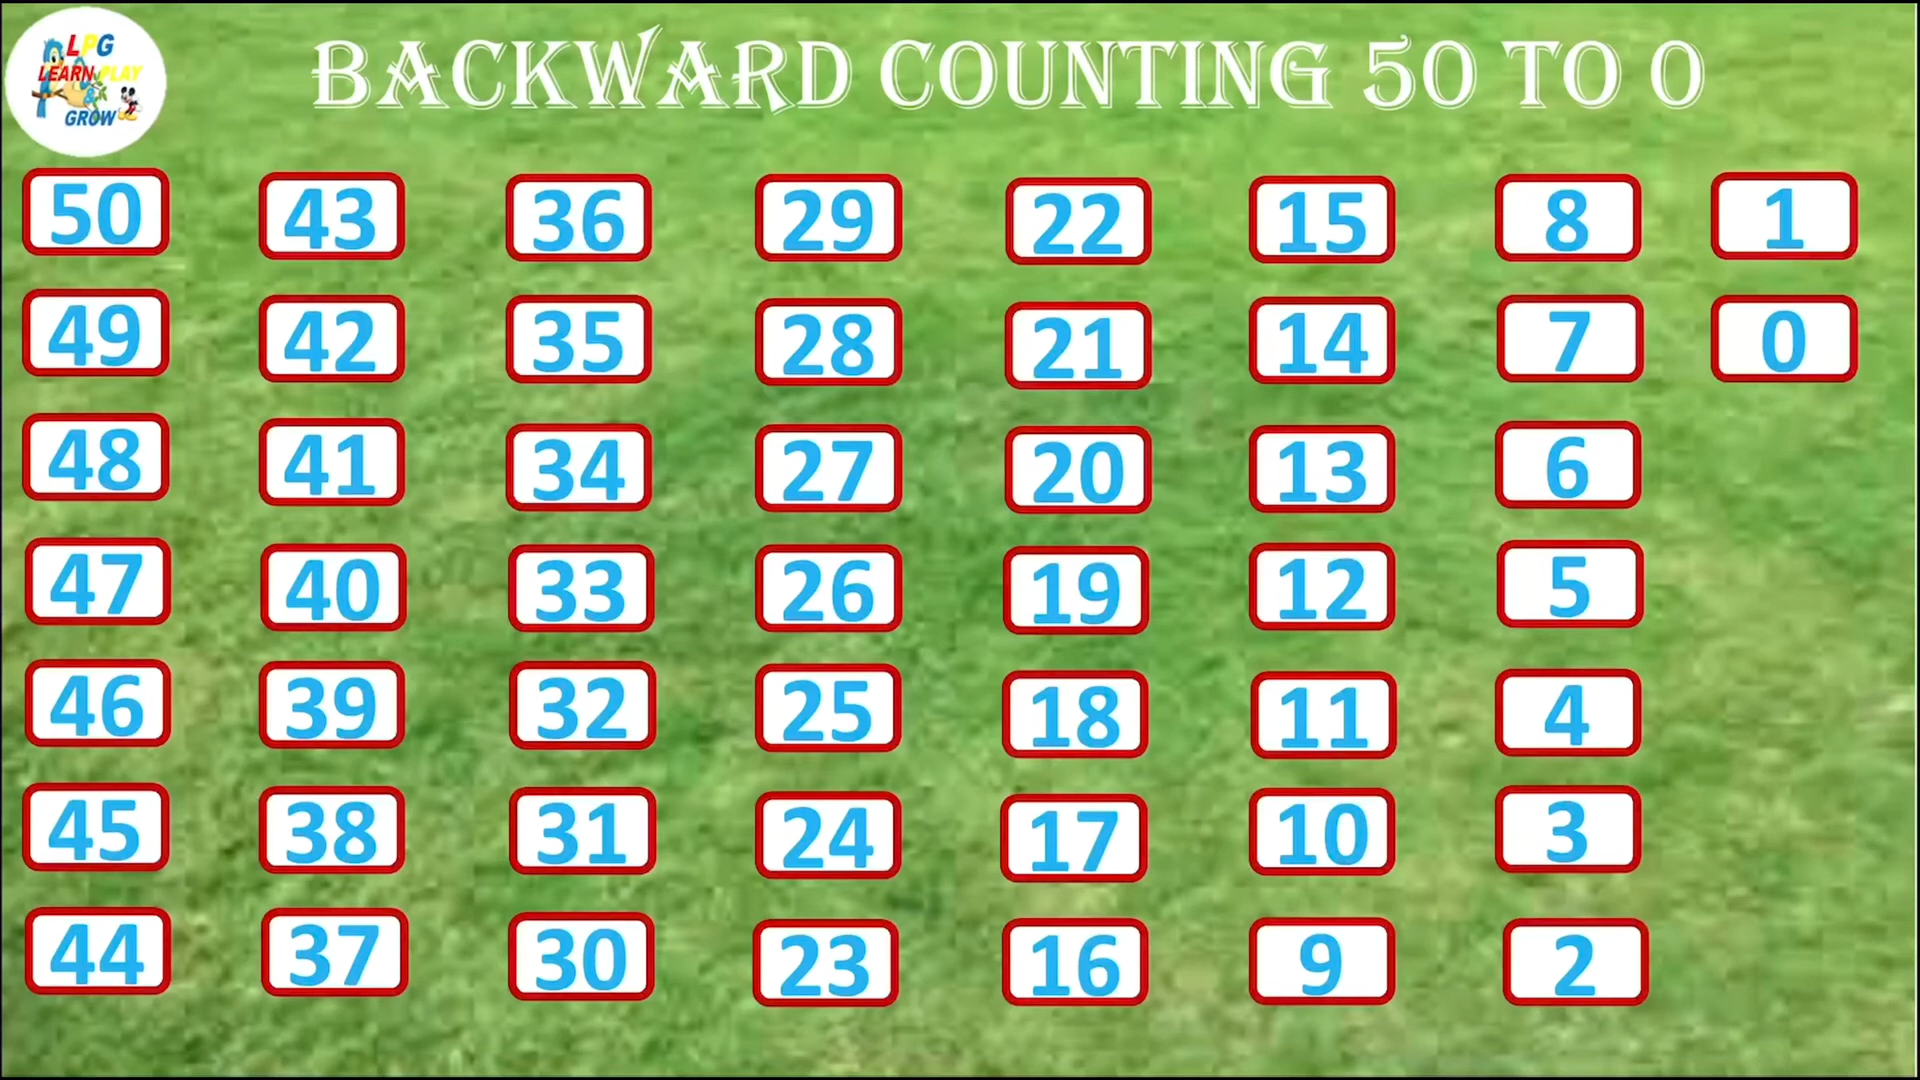 LPG
LEARN PLAY
&
GROW
BACKWARD COUNTING 50 TO 0
50 43 36 29 22 15 8 1
49 42 35 28 21 14 7 0
48 41 34 27 20 13 6
47 40 33 26 19 12 5
46 39 32 25 18 11 4
45 38 31 24 17 10 3
44 37 30 23 16 9 2